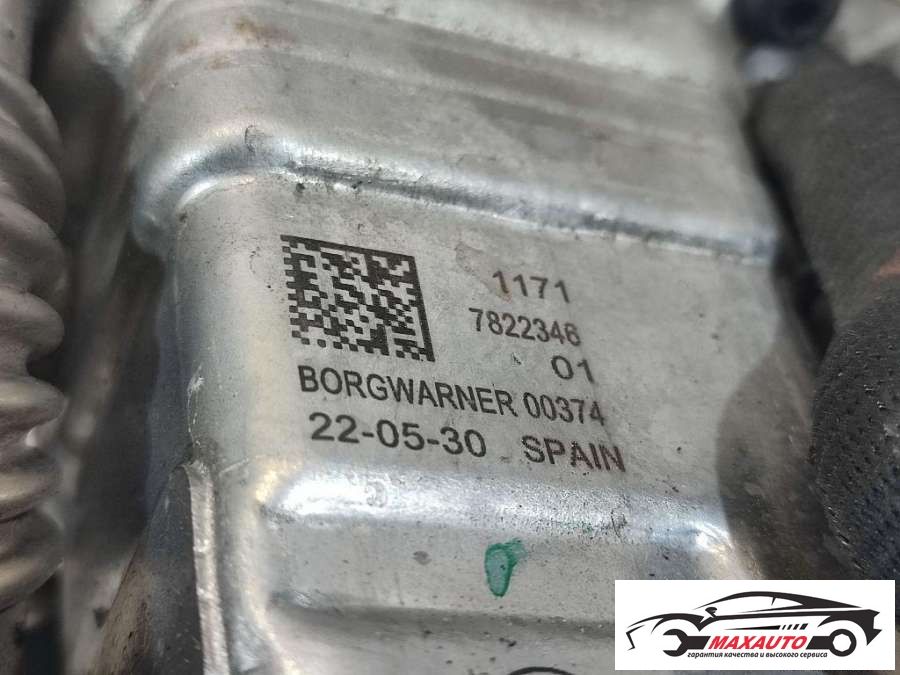 1171
7822346
01
BORGWARNER 00374
22-05-30 SPAIN
MAXAUTO
гарантия качества и высокого сервиса